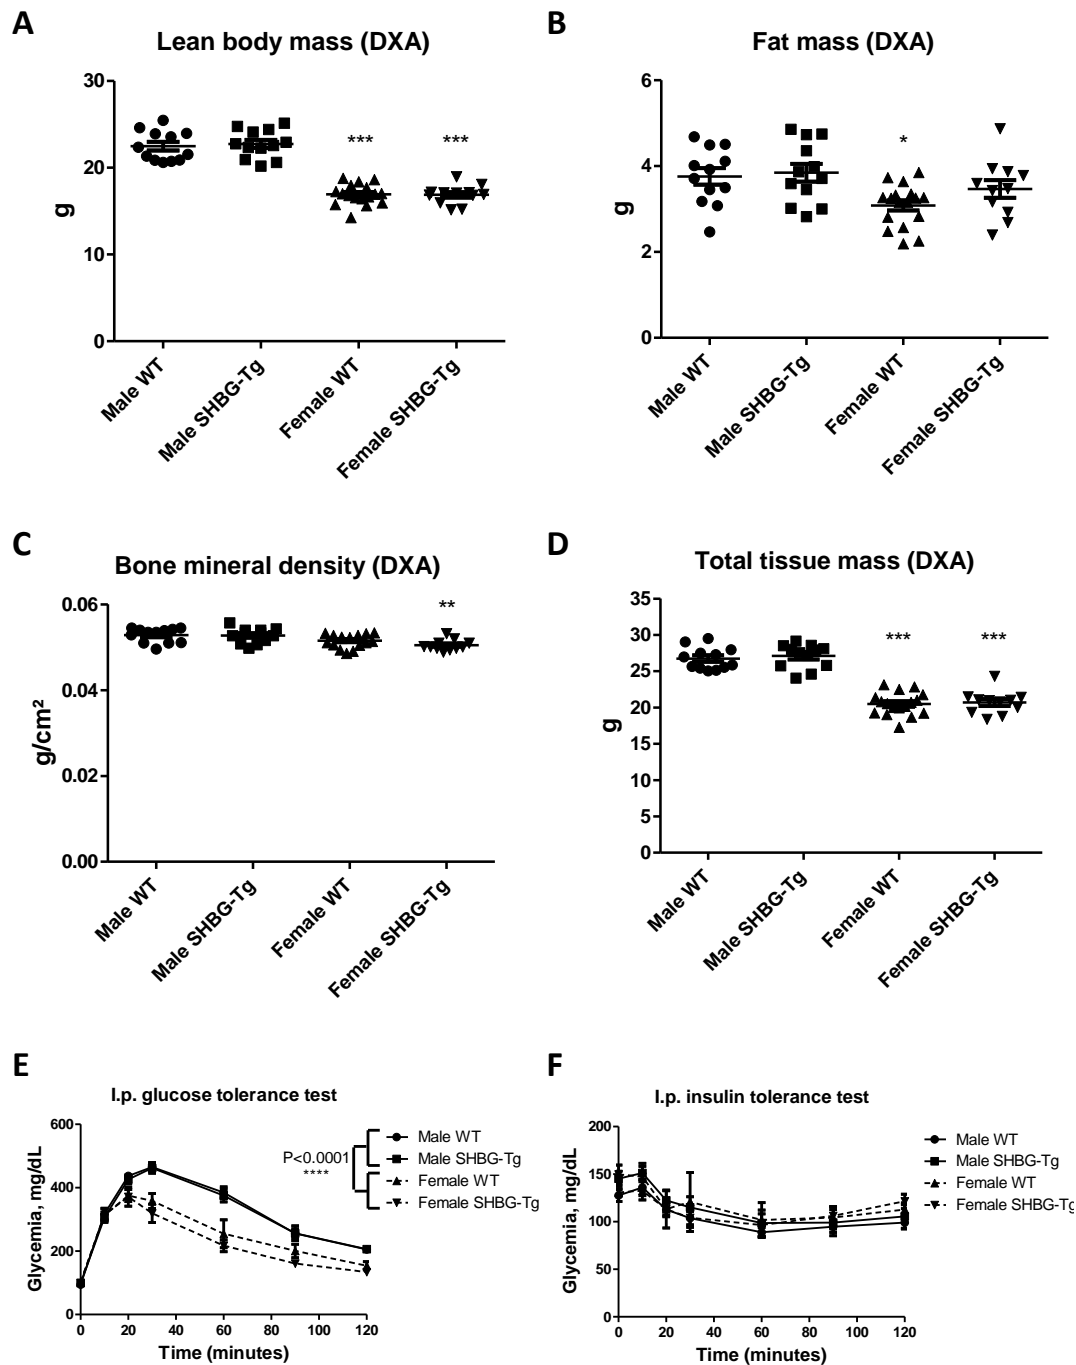 A
Lean body mass (DXA)
30
20
10
0
g
***
***
Male WT
Male SHBG-Tg
Female WT
Female SHBG-Tg
B
Fat mass (DXA)
6
4
2
0
g
*
Male WT
Male SHBG-Tg
Female WT
Female SHBG-Tg
C
Bone mineral density (DXA)
0.06
0.04
0.02
0.00
g/cm²
**
Male WT
Male SHBG-Tg
Female WT
Female SHBG-Tg
D
Total tissue mass (DXA)
35
30
25
20
15
10
5
0
g
***
***
Male WT
Male SHBG-Tg
Female WT
Female SHBG-Tg
E
I.p. glucose tolerance test
600
400
200
0
Glycemia, mg/dL
P<0.0001
****
Male WT
Male SHBG-Tg
Female WT
Female SHBG-Tg
0 20 40 60 80 100 120
Time (minutes)
F
I.p. insulin tolerance test
200
150
100
50
0
Glycemia, mg/dL
Male WT
Male SHBG-Tg
Female WT
Female SHBG-Tg
0 20 40 60 80 100 120
Time (minutes)